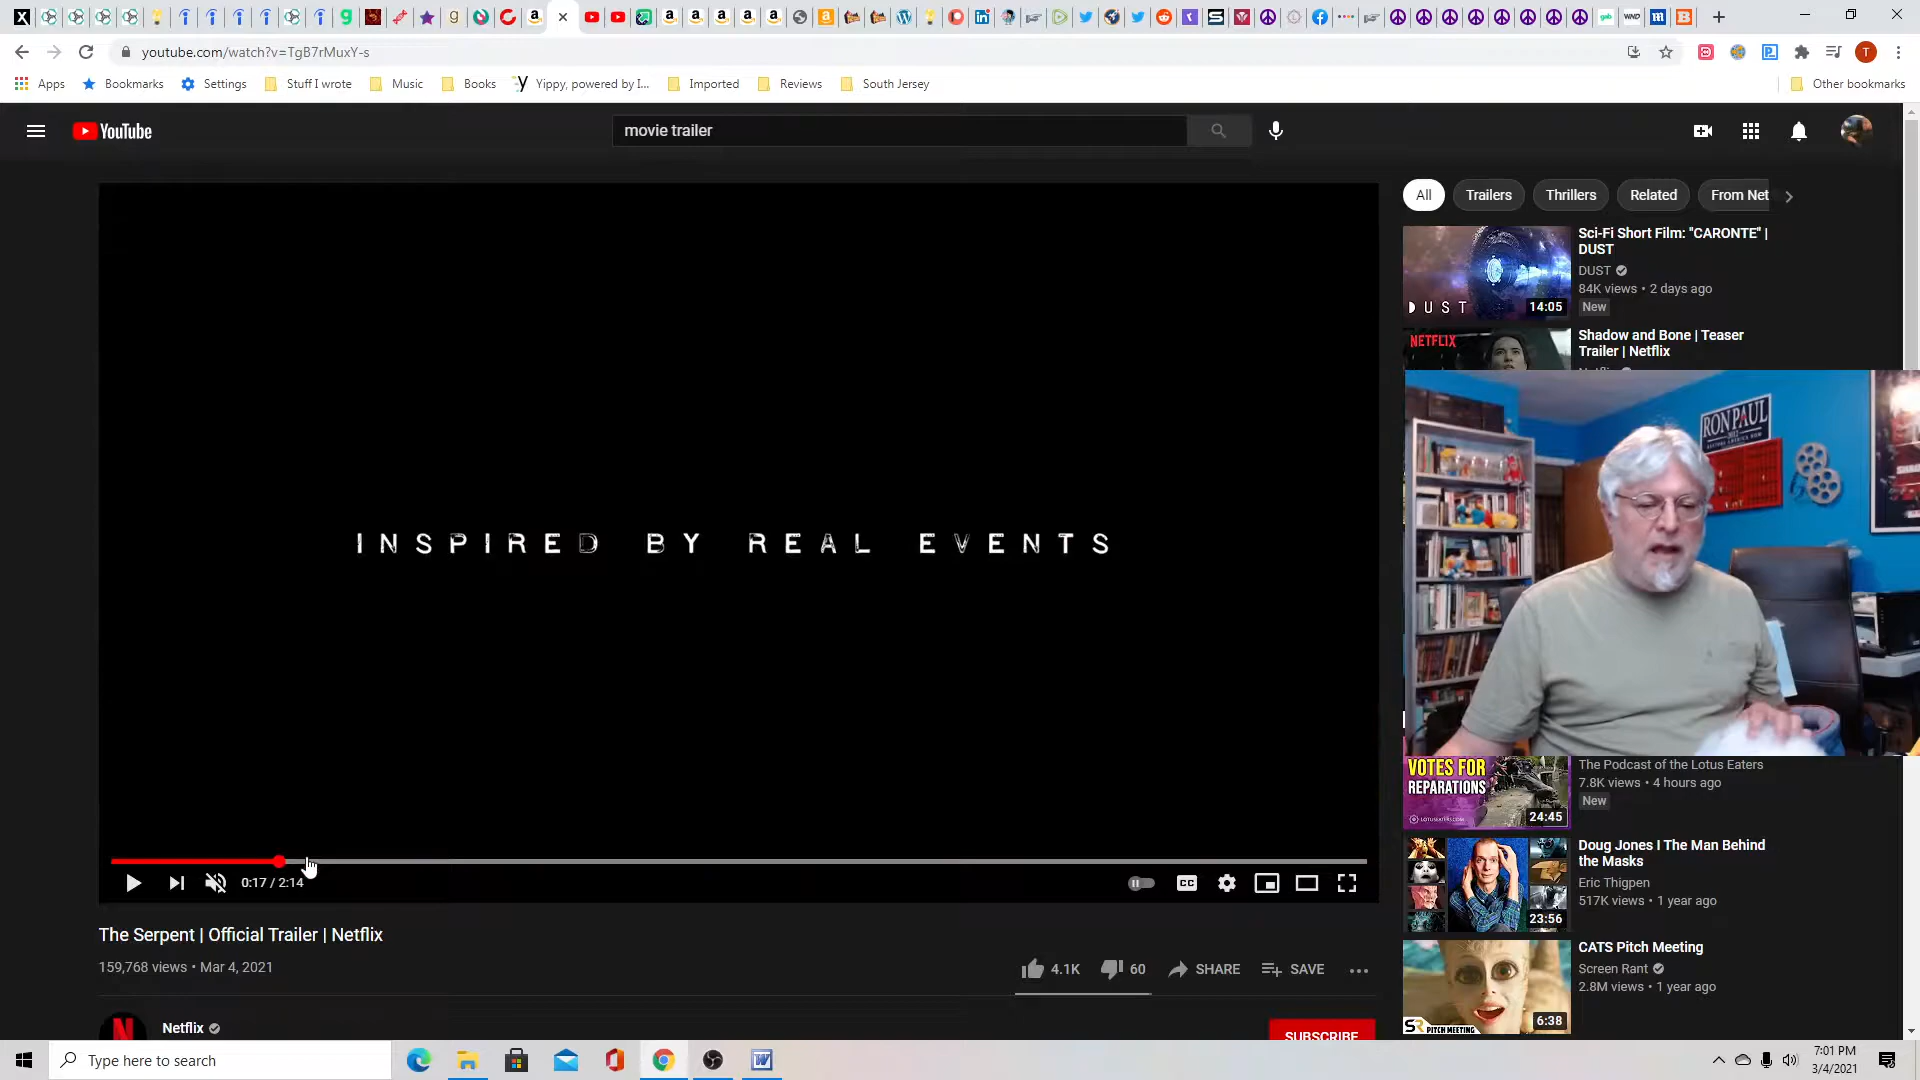 youtube.com/watch?v=TgB7rMuxY-s
Apps
Bookmarks
Settings
Stuff I wrote
Music
Books
Yippy, powered by I...
Imported
Reviews
South Jersey
Other bookmarks
YouTube
movie trailer
All
Trailers
Thrillers
Related
From Net
INSPIRED BY REAL EVENTS
Sci-Fi Short Film: "CARONTE" |
DUST
DUST
84K views • 2 days ago
New
DUST
14:05
NETFLIX
Shadow and Bone | Teaser
Trailer | Netflix
RON PAUL
VOTES FOR
REPARATIONS
24:45
The Podcast of the Lotus Eaters
7.8K views • 4 hours ago
New
Doug Jones I The Man Behind
the Masks
Eric Thigpen
517K views • 1 year ago
23:56
CATS Pitch Meeting
Screen Rant
2.8M views • 1 year ago
SR PITCH MEETING
6:38
0:17 / 2:14
CC
The Serpent | Official Trailer | Netflix
159,768 views • Mar 4, 2021
4.1K
60
SHARE
SAVE
Netflix
SUBSCRIBE
Type here to search
7:01 PM
3/4/2021